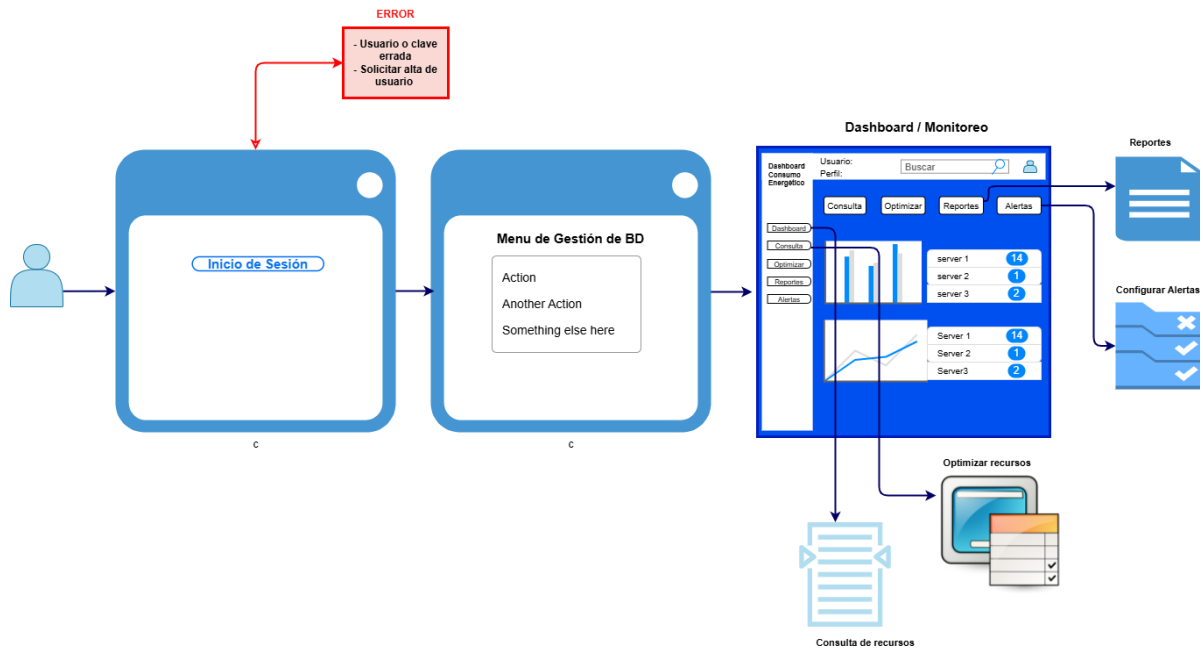 ERROR
- Usuario o clave
errada
- Solicitar alta de
usuario
Inicio de Sesión
c
Menu de Gestión de BD
Action
Another Action
Something else here
c
Dashboard / Monitoreo
Dashboard
Consumo
Energético
Usuario:
Perfil:
Buscar
Consulta
Optimizar
Reportes
Alertas
Dashboard
Consulta
Optimizar
Reportes
Alertas
server 1 14
server 2 1
server 3 2
Server 1 14
Server 2 1
Server3 2
Reportes
Configurar Alertas
Optimizar recursos
Consulta de recursos